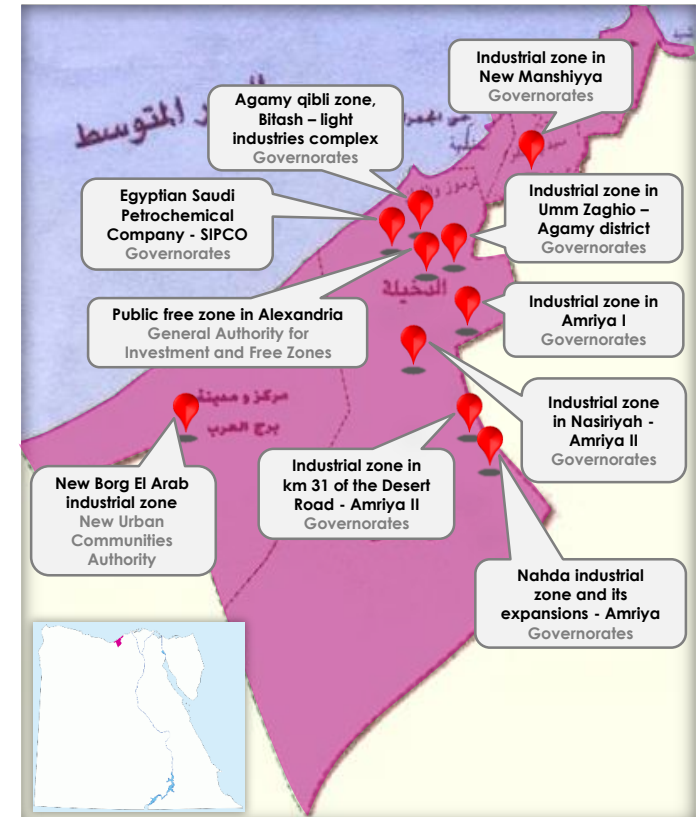 Industrial zone in
New Manshiyya
Governorates
Agamy qibli zone,
Bitash – light
industries complex
Governorates
المتوسط
Egyptian Saudi
Petrochemical
Company - SIPCO
Governorates
Industrial zone in
Umm Zaghio –
Agamy district
Governorates
الدخيلة
Public free zone in Alexandria
General Authority for
Investment and Free Zones
Industrial zone in
Amriya I
Governorates
مركز و مدينة
برج العرب
Industrial zone
in Nasiriyah -
Amriya II
Governorates
Industrial zone in
km 31 of the Desert
Road - Amriya II
Governorates
New Borg El Arab
industrial zone
New Urban
Communities
Authority
Nahda industrial
zone and its
expansions - Amriya
Governorates